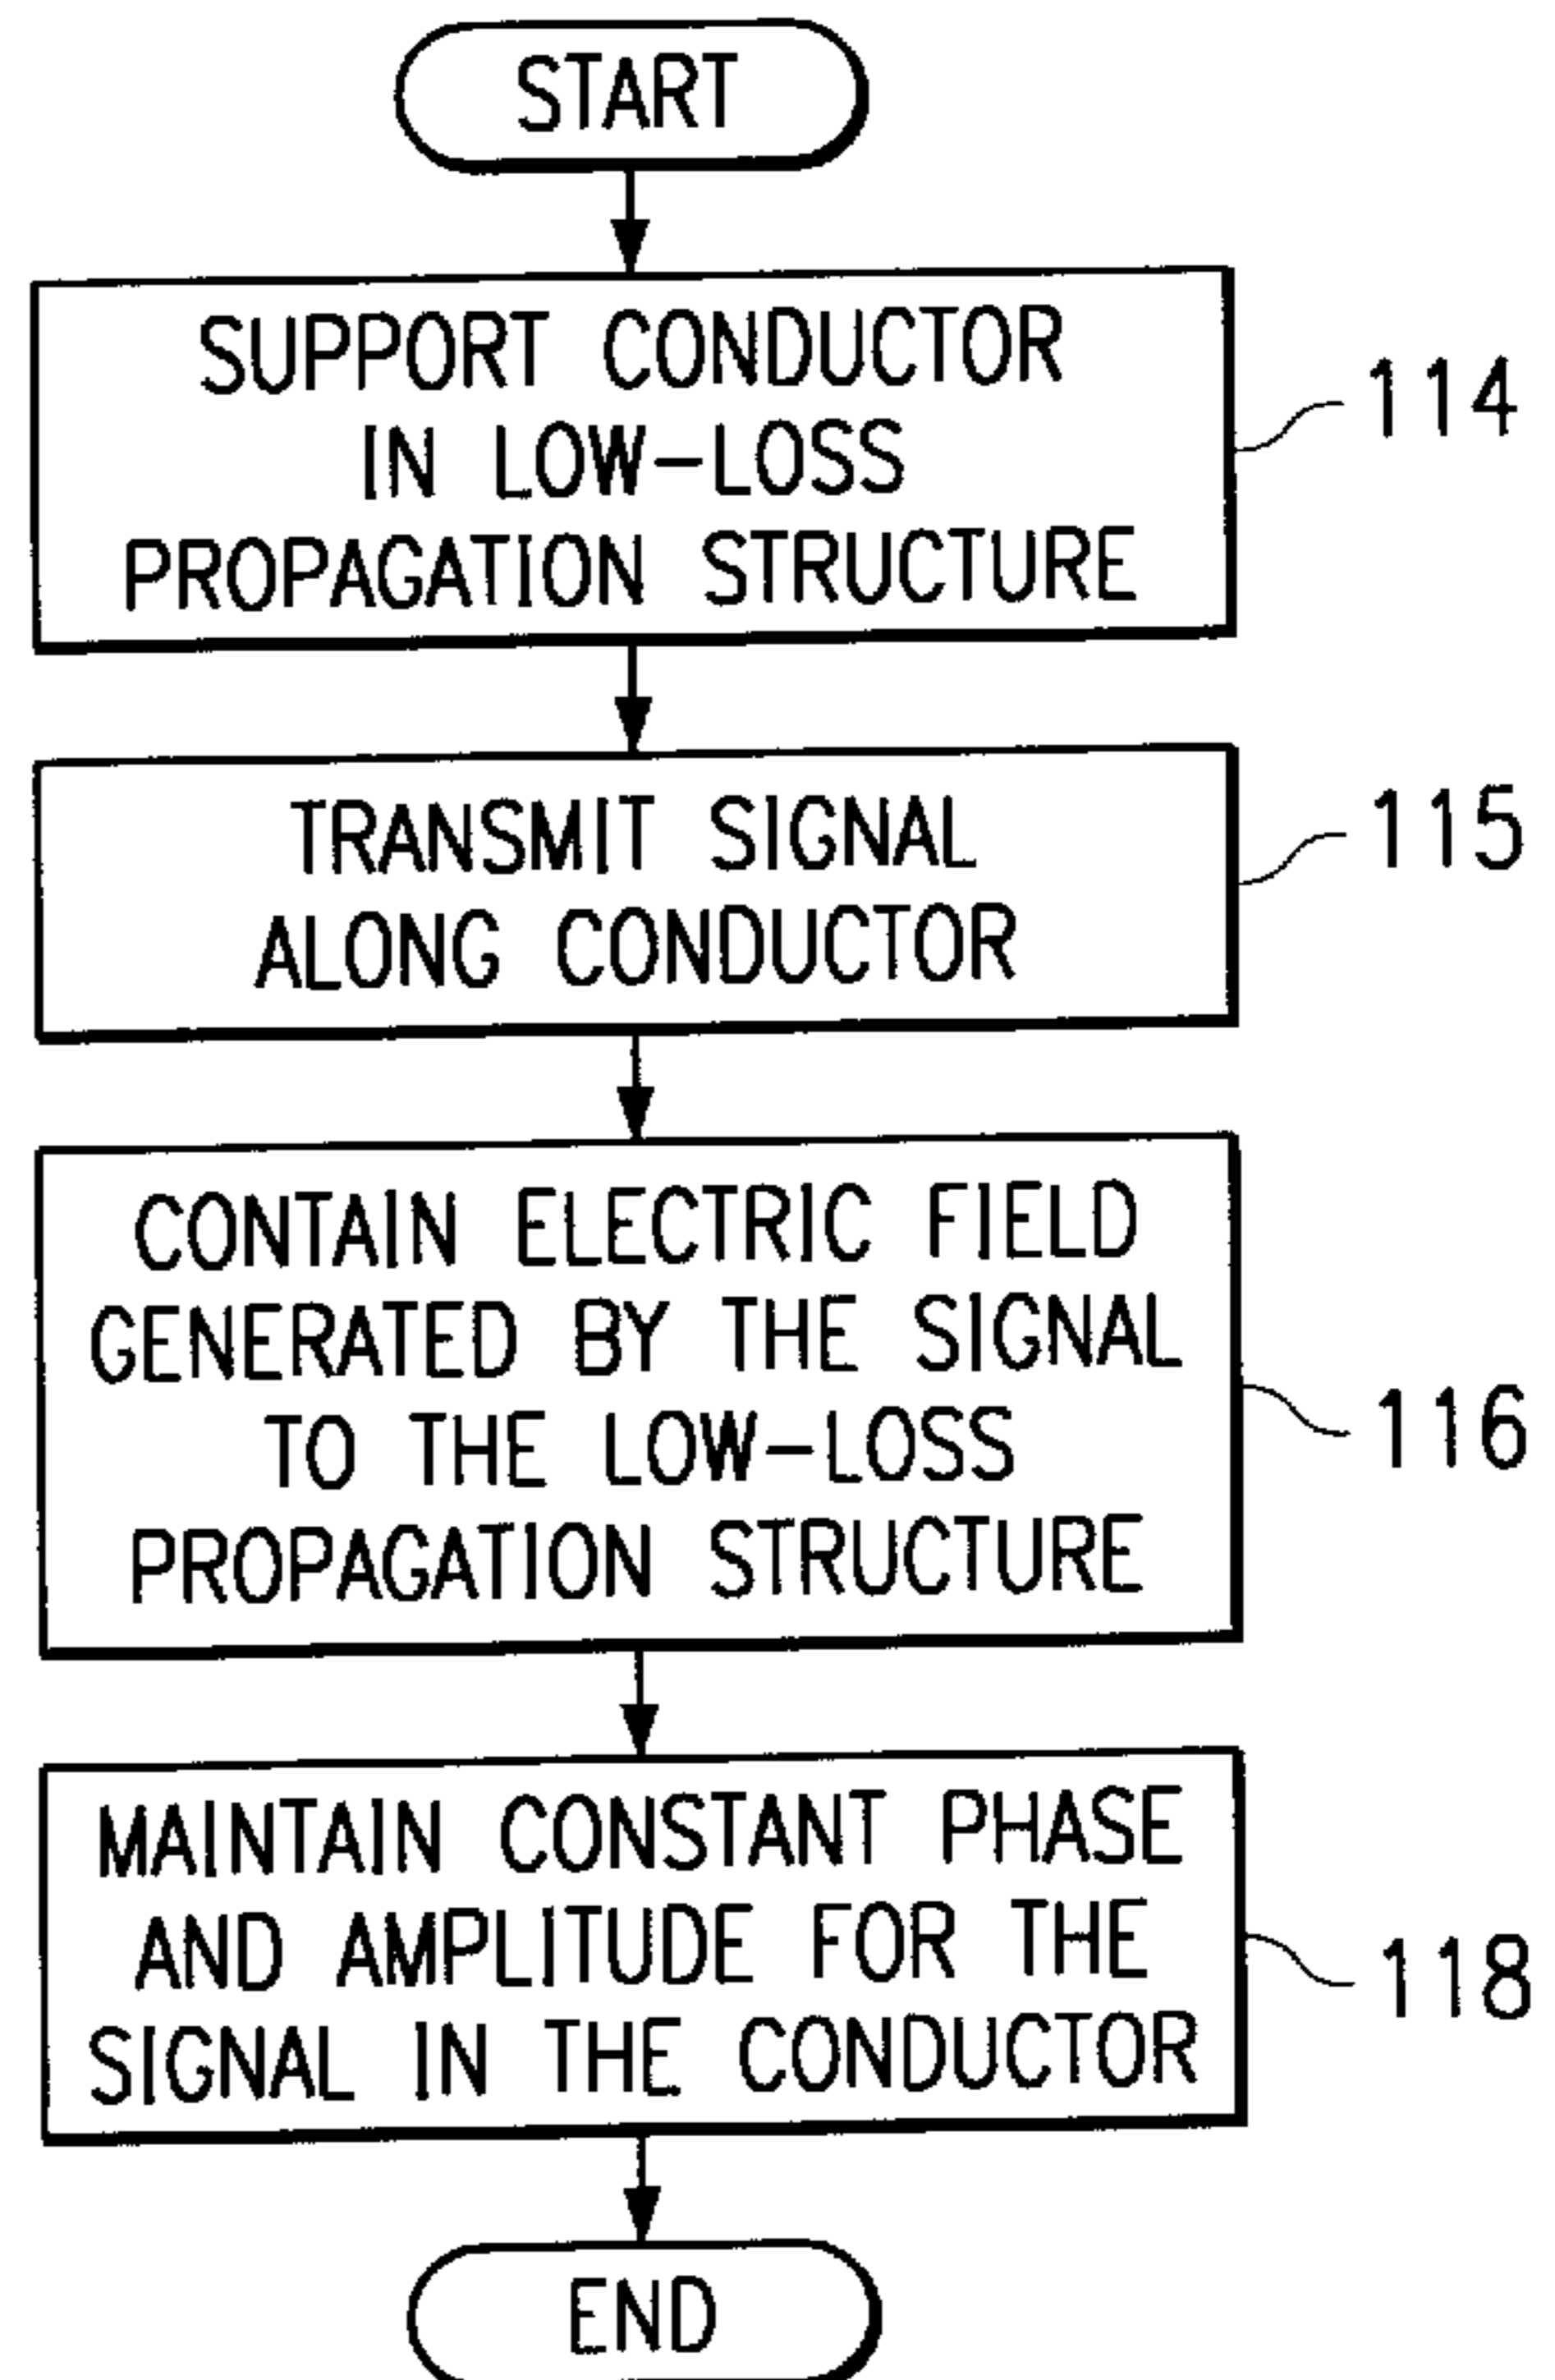 START
SUPPORT CONDUCTOR
IN LOW-LOSS
PROPAGATION STRUCTURE
114
TRANSMIT SIGNAL
ALONG CONDUCTOR
115
CONTAIN ELECTRIC FIELD
GENERATED BY THE SIGNAL
TO THE LOW-LOSS
PROPAGATION STRUCTURE
116
MAINTAIN CONSTANT PHASE
AND AMPLITUDE FOR THE
SIGNAL IN THE CONDUCTOR
118
END